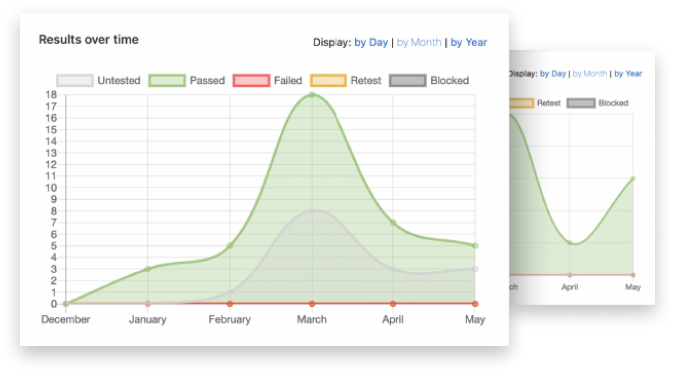 Results over time
Display: by Day | by Month | by Year
Untested Passed Failed Retest Blocked
18
17
16
15
14
13
12
11
10
9
8
7
6
5
4
3
2
1
0
December January February March April May
Display: by Day | by Month | by Year
Retest Blocked
ch April May